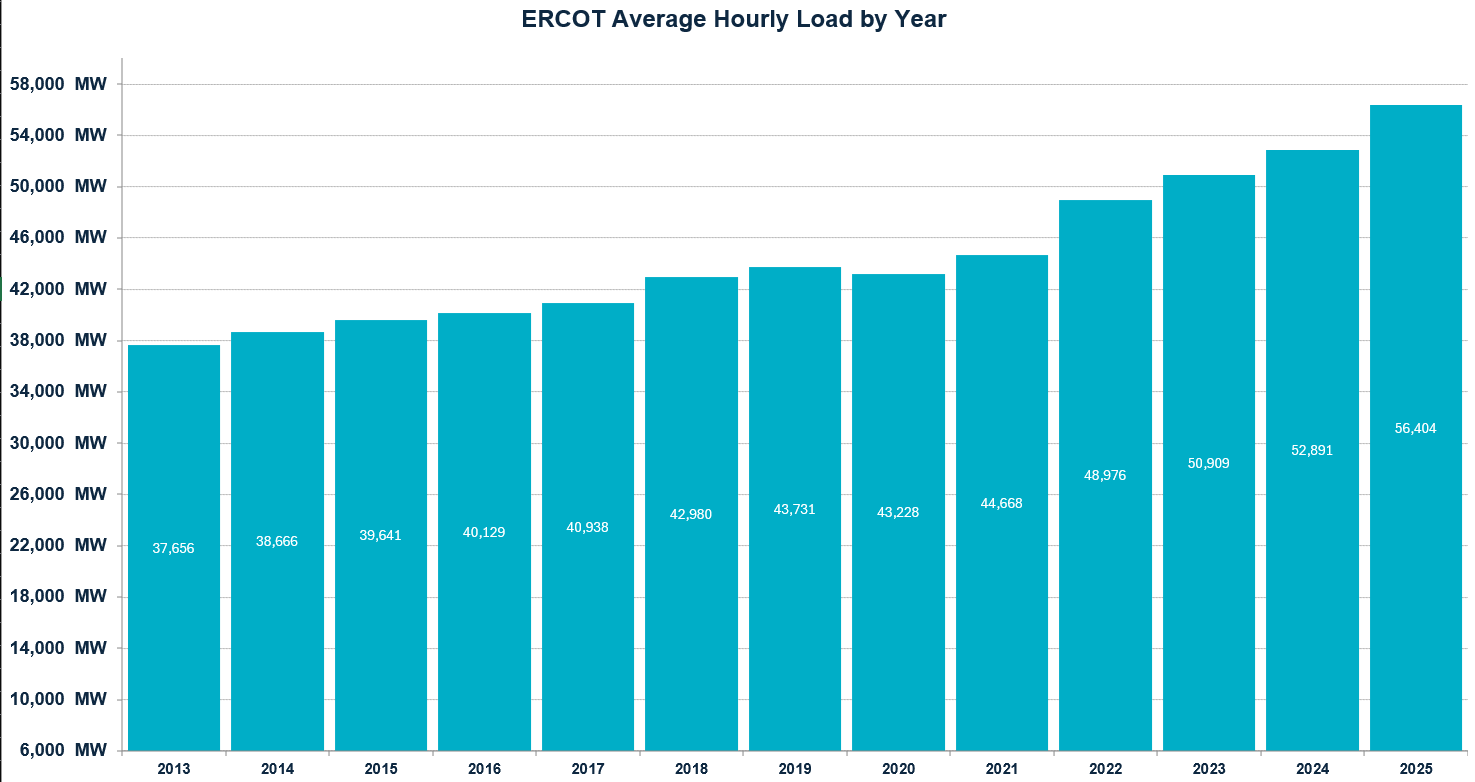 ERCOT Average Hourly Load by Year
58,000 MW
54,000 MW
50,000 MW
46,000 MW
42,000 MW
38,000 MW
34,000 MW
30,000 MW
26,000 MW
22,000 MW
18,000 MW
14,000 MW
10,000 MW
6,000 MW
37,656
38,666
39,641
40,129
40,938
42,980
43,731
43,228
44,668
48,976
50,909
52,891
56,404
2013 2014 2015 2016 2017 2018 2019 2020 2021 2022 2023 2024 2025